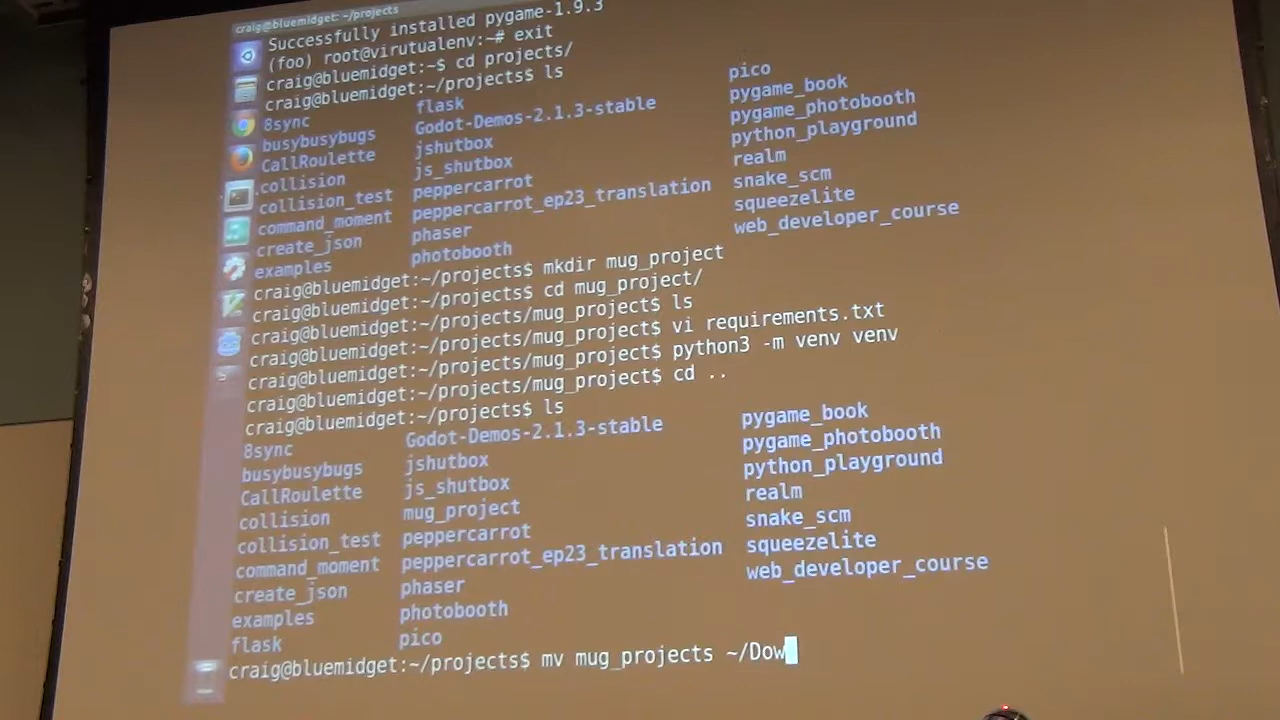 craig@bluemidget: ~/projects
Successfully installed pygame-1.9.3
(foo) root@virutualenv:~# exit
craig@bluemidget:~$ cd projects/
craig@bluemidget:~/projects$ ls
8sync flask pico
busybusybugs Godot-Demos-2.1.3-stable pygame_book
CallRoulette jshutbox pygame_photobooth
collision js_shutbox python_playground
collision_test peppercarrot realm
command_moment peppercarrot_ep23_translation snake_scm
create_json phaser squeezelite
examples photobooth web_developer_course
craig@bluemidget:~/projects$ mkdir mug_project
craig@bluemidget:~/projects$ cd mug_project/
craig@bluemidget:~/projects/mug_project$ ls
craig@bluemidget:~/projects/mug_project$ vi requirements.txt
craig@bluemidget:~/projects/mug_project$ python3 -m venv venv
craig@bluemidget:~/projects/mug_project$ cd ..
craig@bluemidget:~/projects$ ls
8sync Godot-Demos-2.1.3-stable pygame_book
busybusybugs jshutbox pygame_photobooth
CallRoulette js_shutbox python_playground
collision mug_project realm
collision_test peppercarrot snake_scm
command_moment peppercarrot_ep23_translation squeezelite
create_json phaser web_developer_course
examples photobooth
flask pico
craig@bluemidget:~/projects$ mv mug_projects ~/Dow